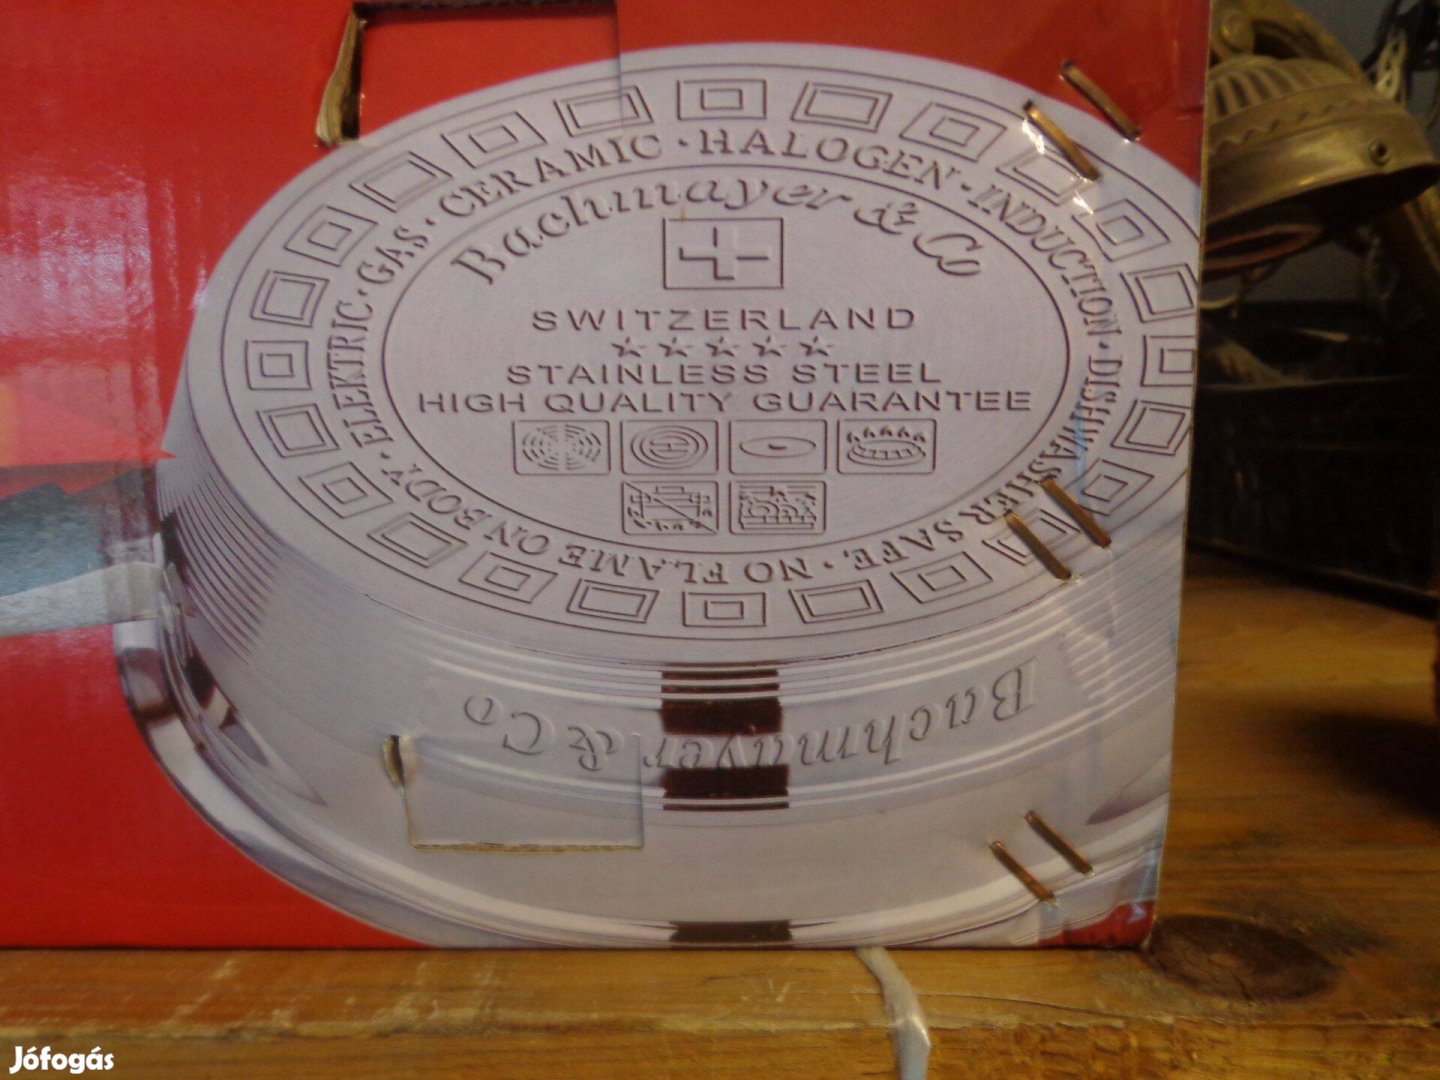 ELEKTRIC · GAS · CERAMIC · HALOGEN · INDUCTION · DISHWASHER SAFE, · NO FLAME ON BODY ·
Bachmayer & Co
SWITZERLAND
STAINLESS STEEL
HIGH QUALITY GUARANTEE
Bachmayer & Co
Jófogás